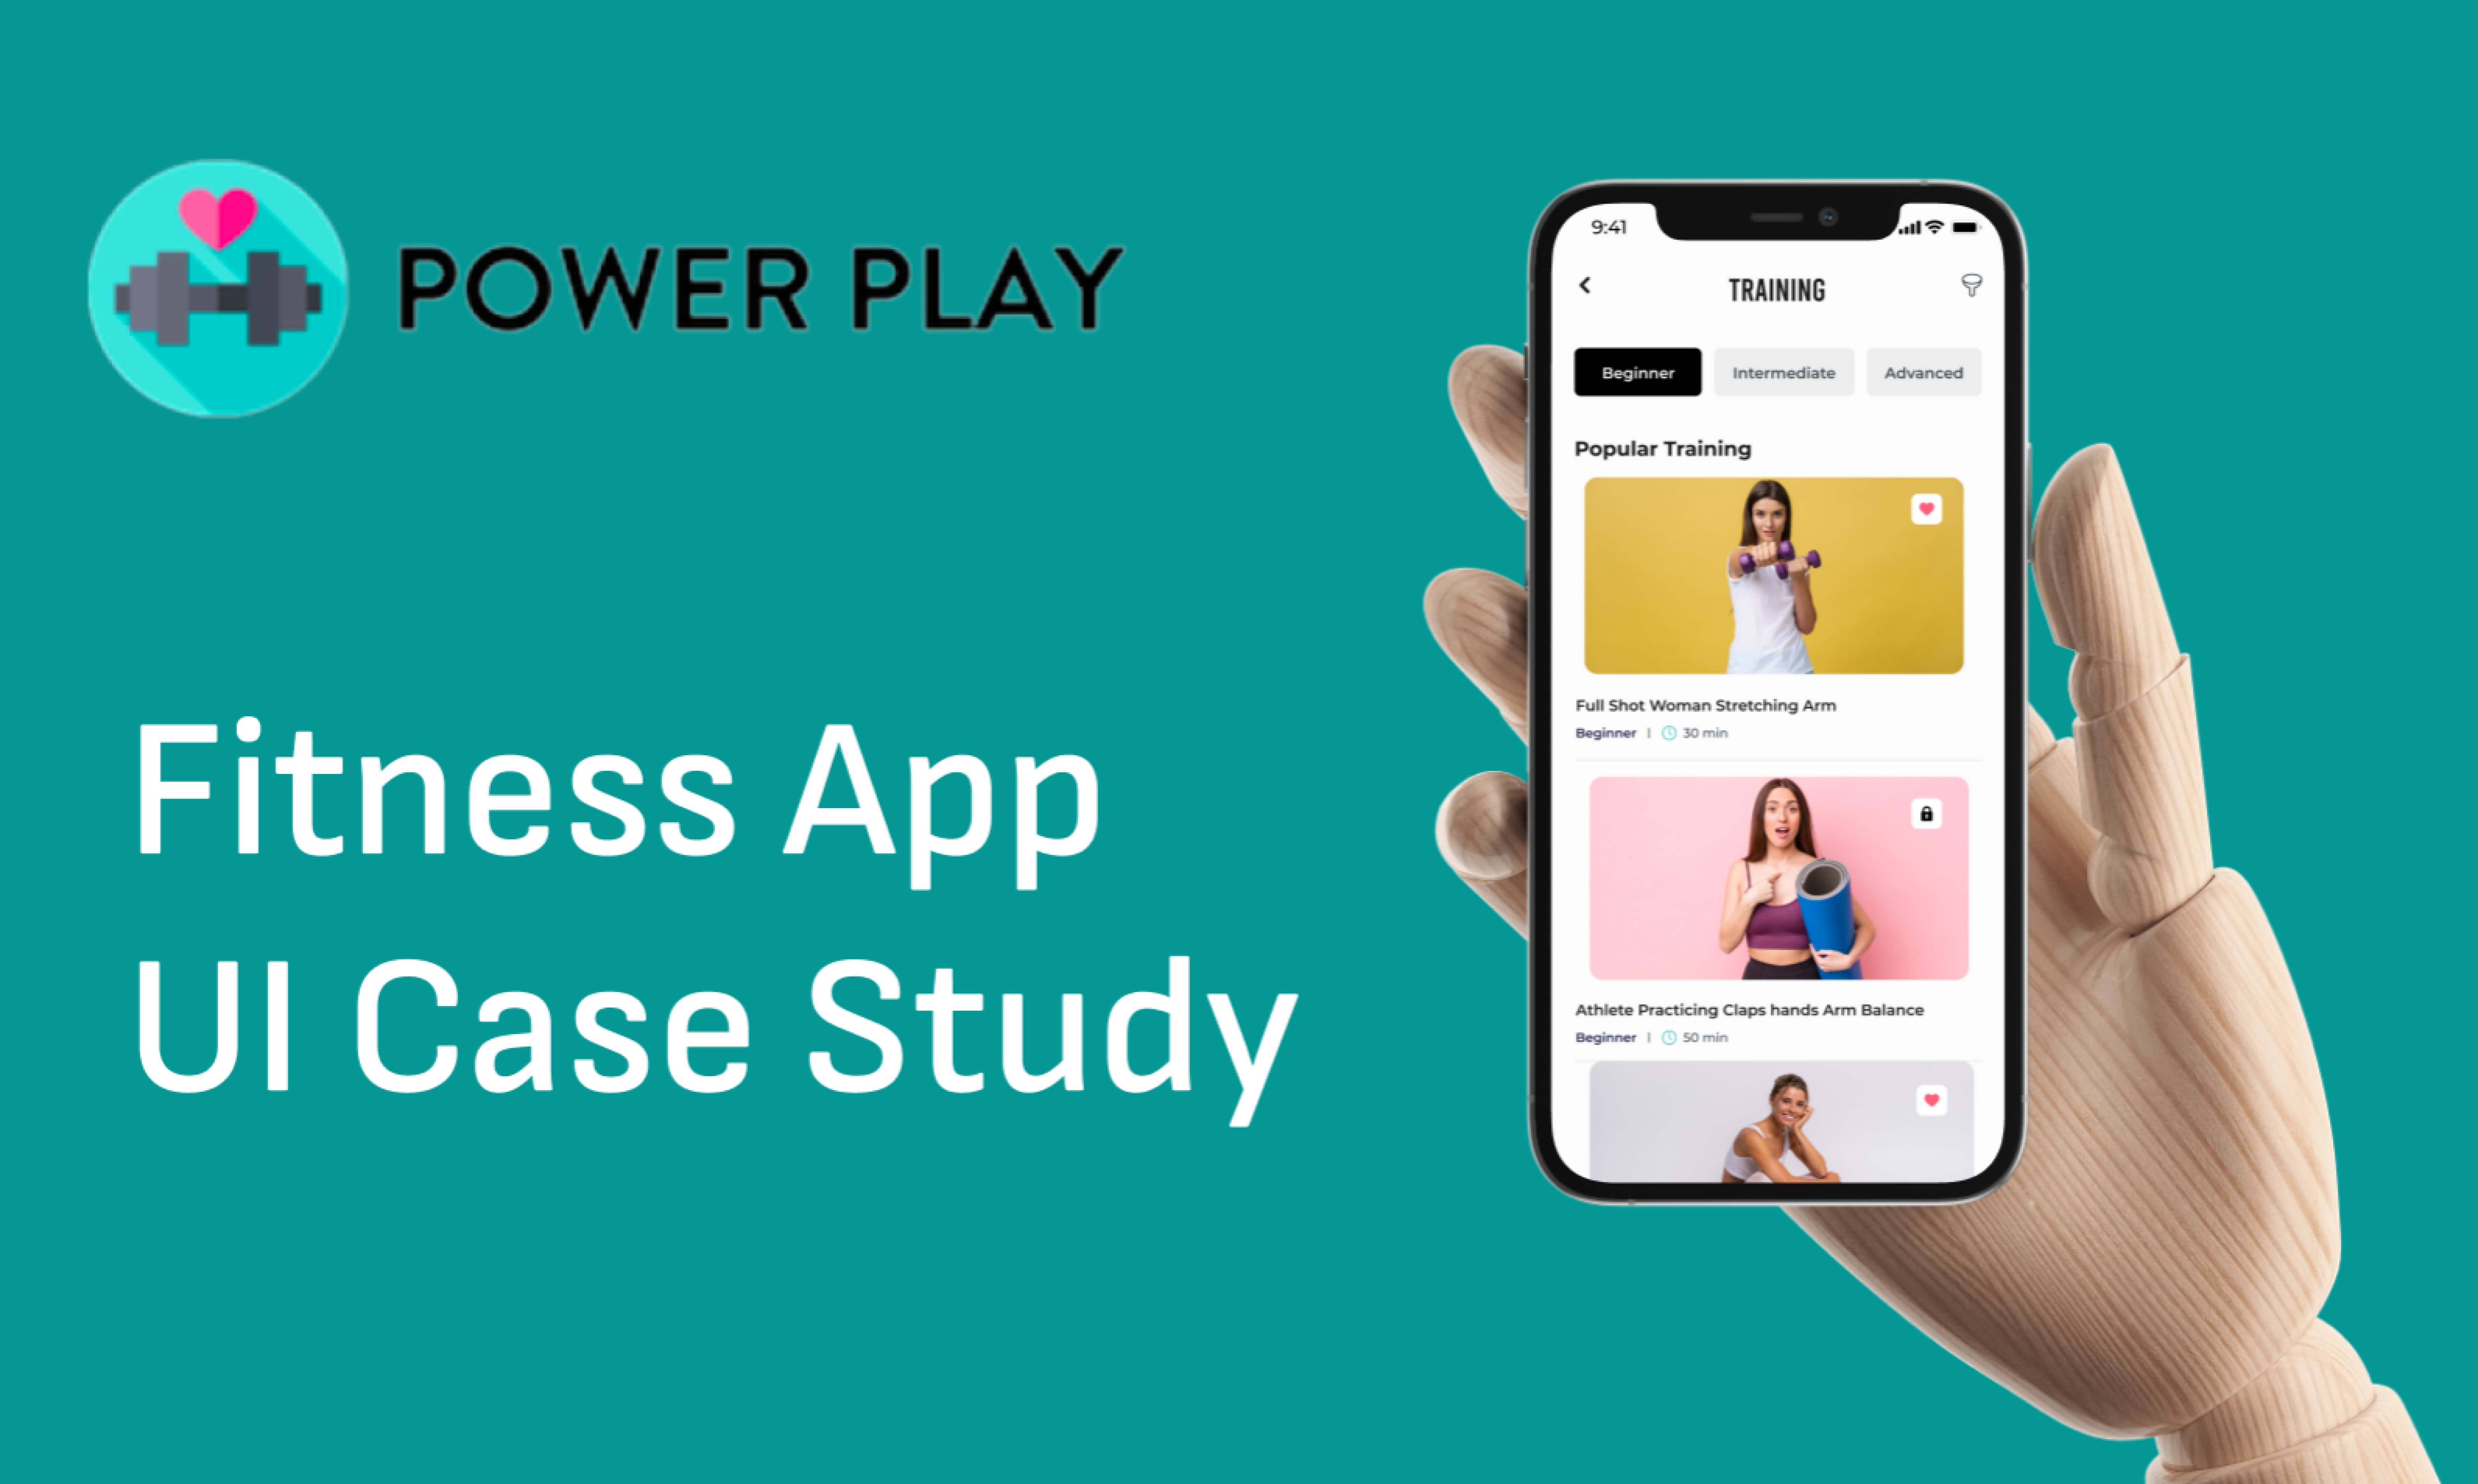 POWER PLAY
Fitness App
UI Case Study
9:41
TRAINING
Beginner Intermediate Advanced
Popular Training
Full Shot Woman Stretching Arm
Beginner | 30 min
Athlete Practicing Claps hands Arm Balance
Beginner | 50 min